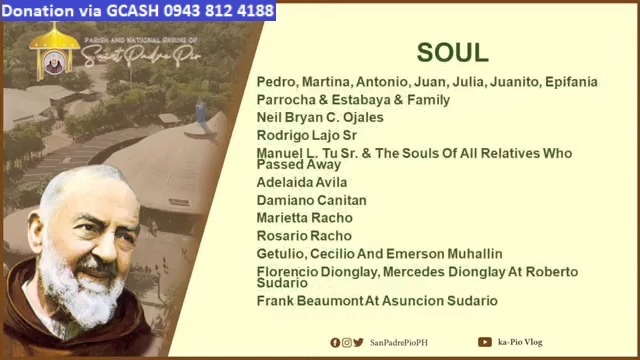 Donation via GCASH 0943 812 4188
PARISH AND NATIONAL SHRINE OF
Saint Padre Pio
SOUL
Pedro, Martina, Antonio, Juan, Julia, Juanito, Epifania
Parrocha & Estabaya & Family
Neil Bryan C. Ojales
Rodrigo Lajo Sr
Manuel L. Tu Sr. & The Souls Of All Relatives Who
Passed Away
Adelaida Avila
Damiano Canitan
Marietta Racho
Rosario Racho
Getulio, Cecilio And Emerson Muhallin
Florencio Dionglay, Mercedes Dionglay At Roberto
Sudario
Frank Beaumont At Asuncion Sudario
SanPadrePioPH
ka-Pio Vlog